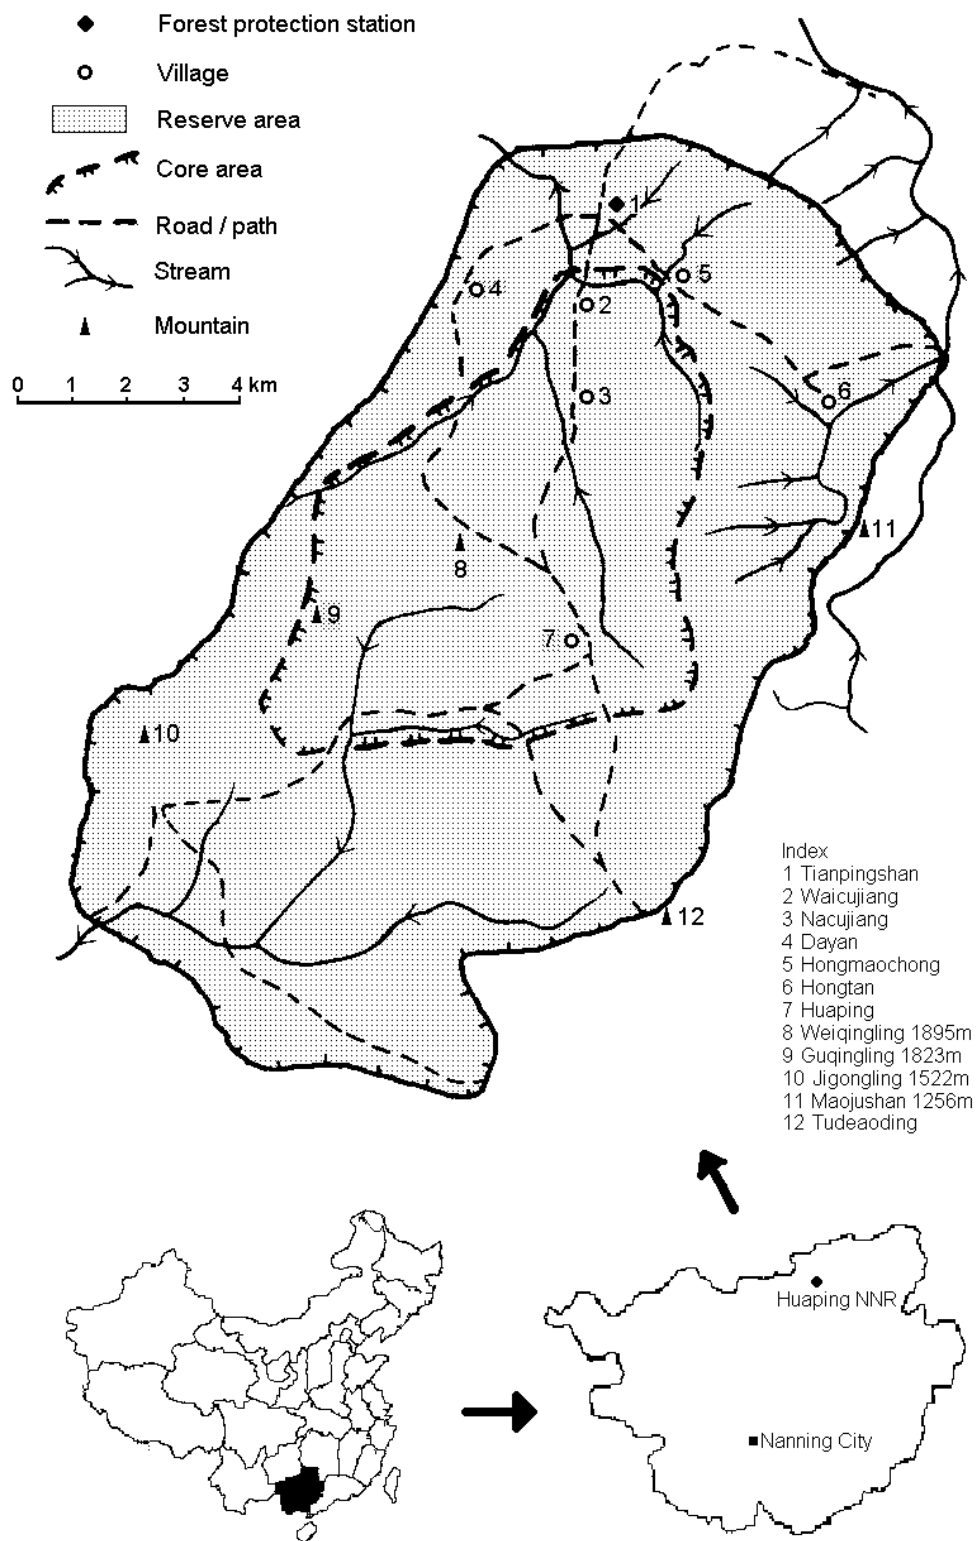 Forest protection station
Village
Reserve area
Core area
Road / path
Stream
Mountain
0 1 2 3 4 km
1
5
4
2
6
3
11
8
9
7
10
12
Index
1 Tianpingshan
2 Waicujiang
3 Nacujiang
4 Dayan
5 Hongmaochong
6 Hongtan
7 Huaping
8 Weiqingling 1895m
9 Guqingling 1823m
10 Jigongling 1522m
11 Maojushan 1256m
12 Tudeaoding
Huaping NNR
Nanning City